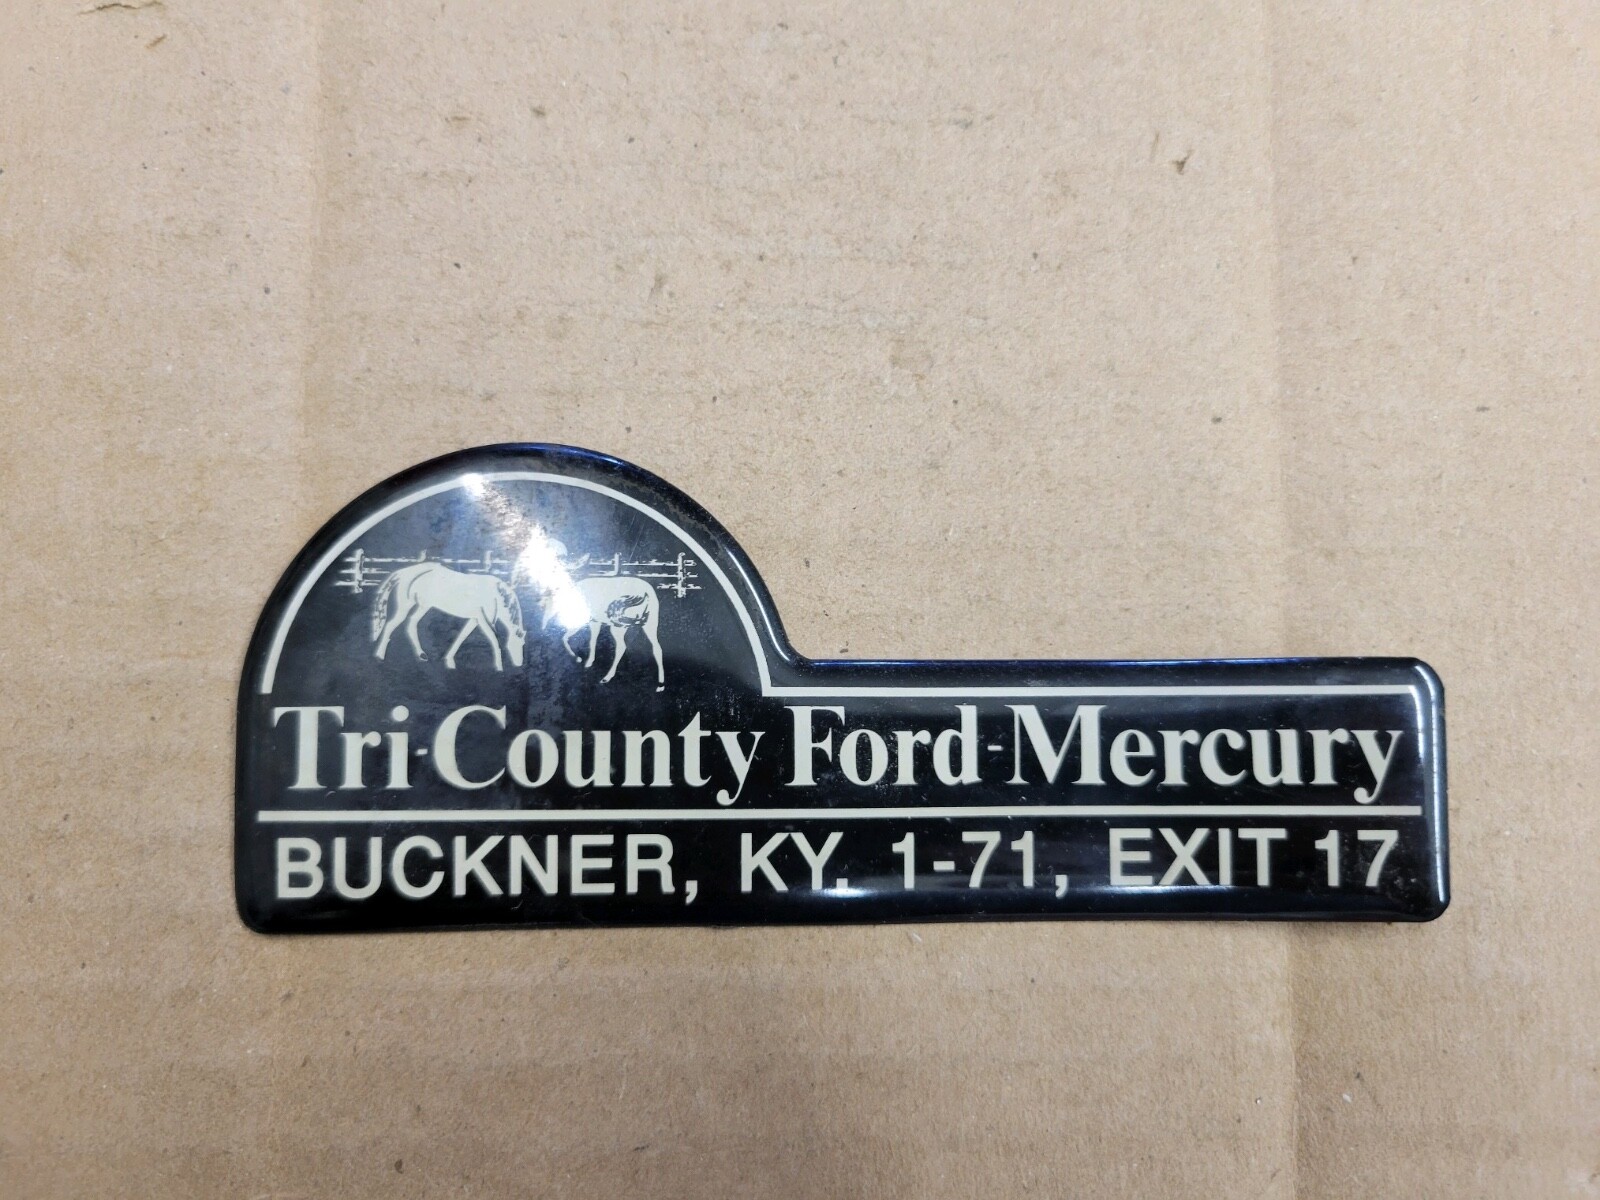 Tri-County Ford-Mercury
BUCKNER, KY. 1-71, EXIT 17